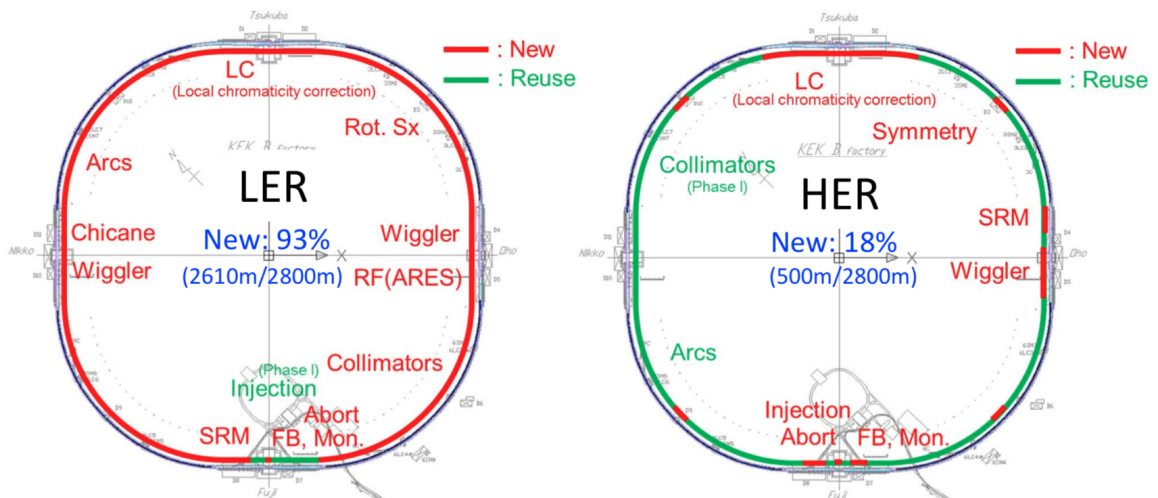 Tsukuba
: New
: Reuse
LC
(Local chromaticity correction)
Rot. Sx
KEK B Factory
Arcs
LER
Chicane
New: 93%
Wiggler
Nikko
X
Oho
Wiggler
(2610m/2800m)
RF(ARES)
Collimators
(Phase I)
Injection
Abort
SRM
FB, Mon.
Fuji
Tsukuba
: New
: Reuse
LC
(Local chromaticity correction)
Symmetry
KEK B Factory
Collimators
(Phase I)
HER
SRM
New: 18%
Nikko
X
Oho
(500m/2800m)
Wiggler
Arcs
Injection
Abort
FB, Mon.
Fuji